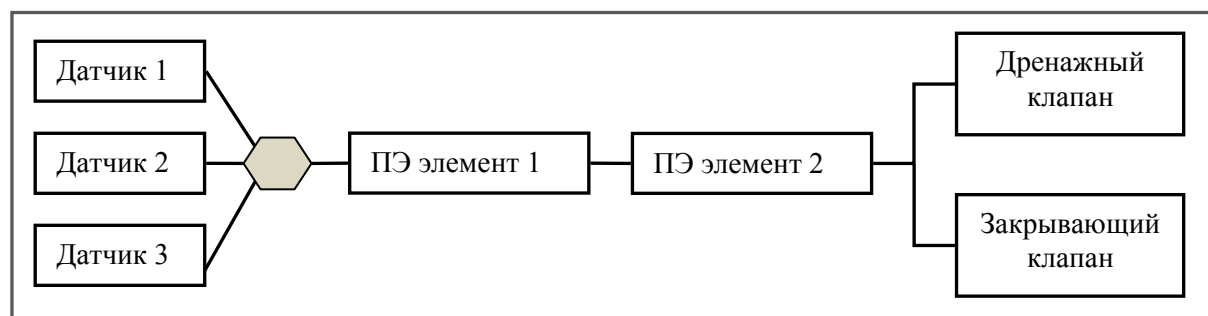 Датчик 1
Датчик 2
Датчик 3
ПЭ элемент 1
ПЭ элемент 2
Дренажный
клапан
Закрывающий
клапан